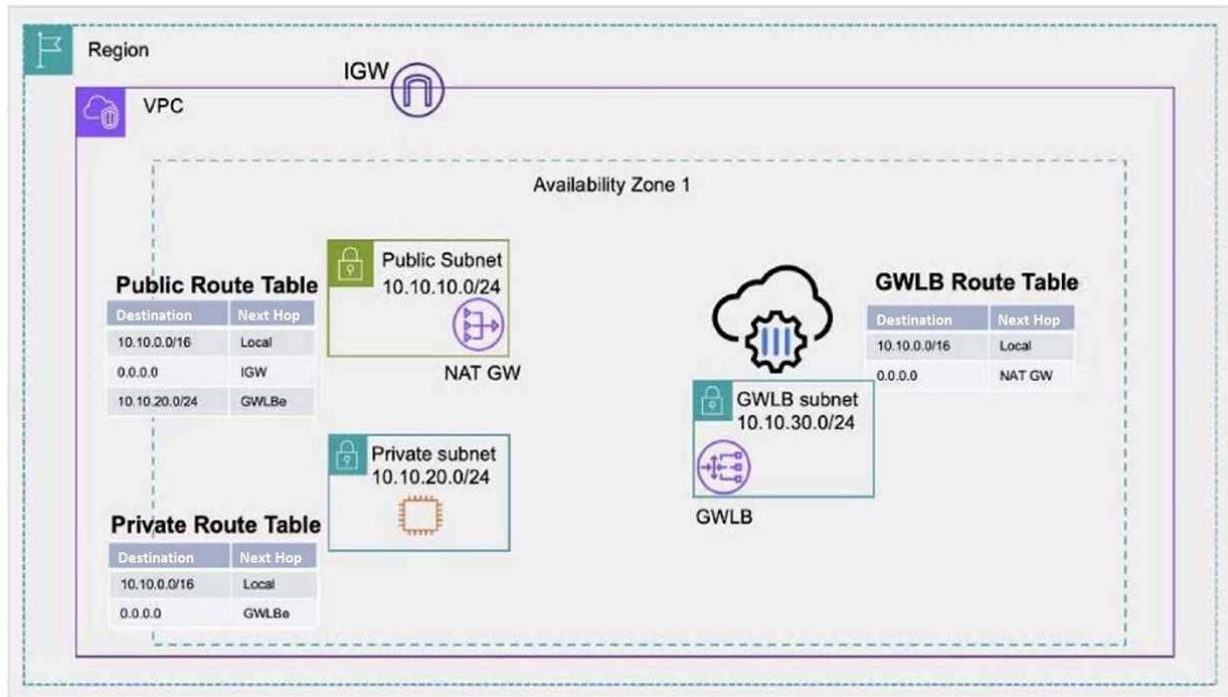 Region
IGW
VPC
Availability Zone 1
Public Subnet
10.10.10.0/24
NAT GW
Public Route Table
Destination Next Hop
10.10.0.0/16 Local
0.0.0.0 IGW
10.10.20.0/24 GWLBe
GWLB Route Table
Destination Next Hop
10.10.0.0/16 Local
0.0.0.0 NAT GW
GWLB subnet
10.10.30.0/24
GWLB
Private subnet
10.10.20.0/24
Private Route Table
Destination Next Hop
10.10.0.0/16 Local
0.0.0.0 GWLBe